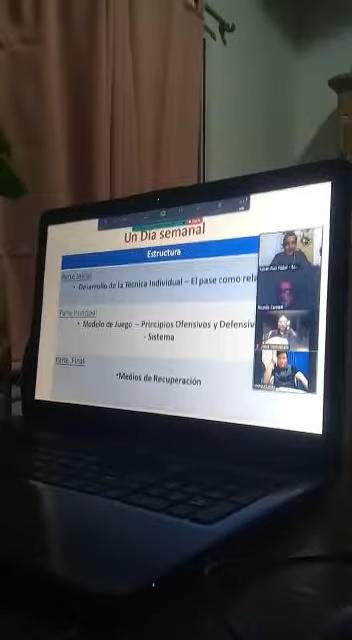 Un Dia semanal
Estructura
Parte Inicial
• Desarrollo de la Técnica Individual – El pase como rela
Parte Principal
• Modelo de Juego – Principios Ofensivos y Defensiv
- Sistema
Parte Final
•Medios de Recuperación